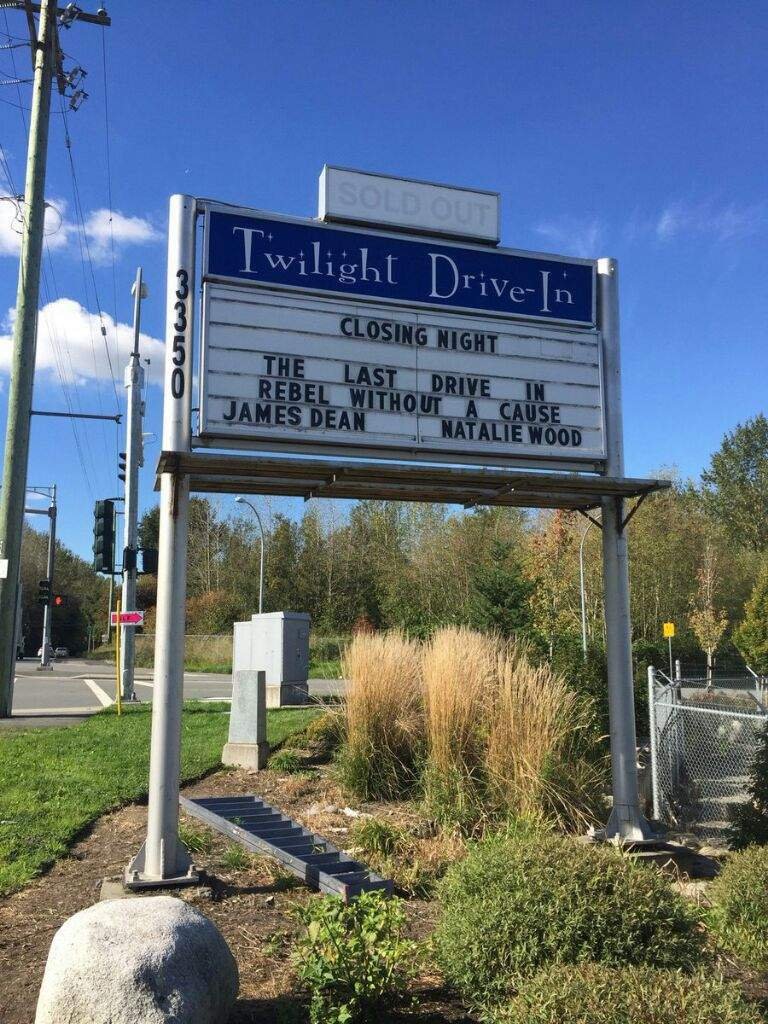 SOLD OUT
Twilight Drive-In
3350
CLOSING NIGHT
THE LAST DRIVE IN
REBEL WITHOUT A CAUSE
JAMES DEAN NATALIE WOOD